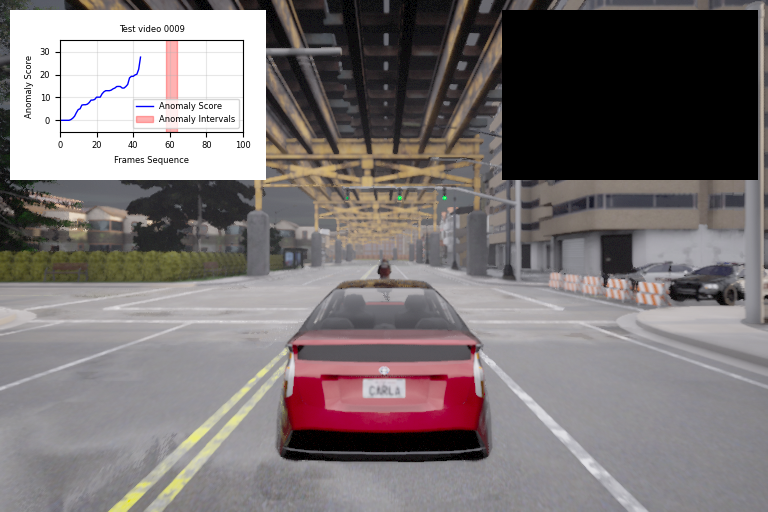 Test video 0009
Anomaly Score
30
20
10
0
Anomaly Score
Anomaly Intervals
0 20 40 60 80 100
Frames Sequence
CARLA